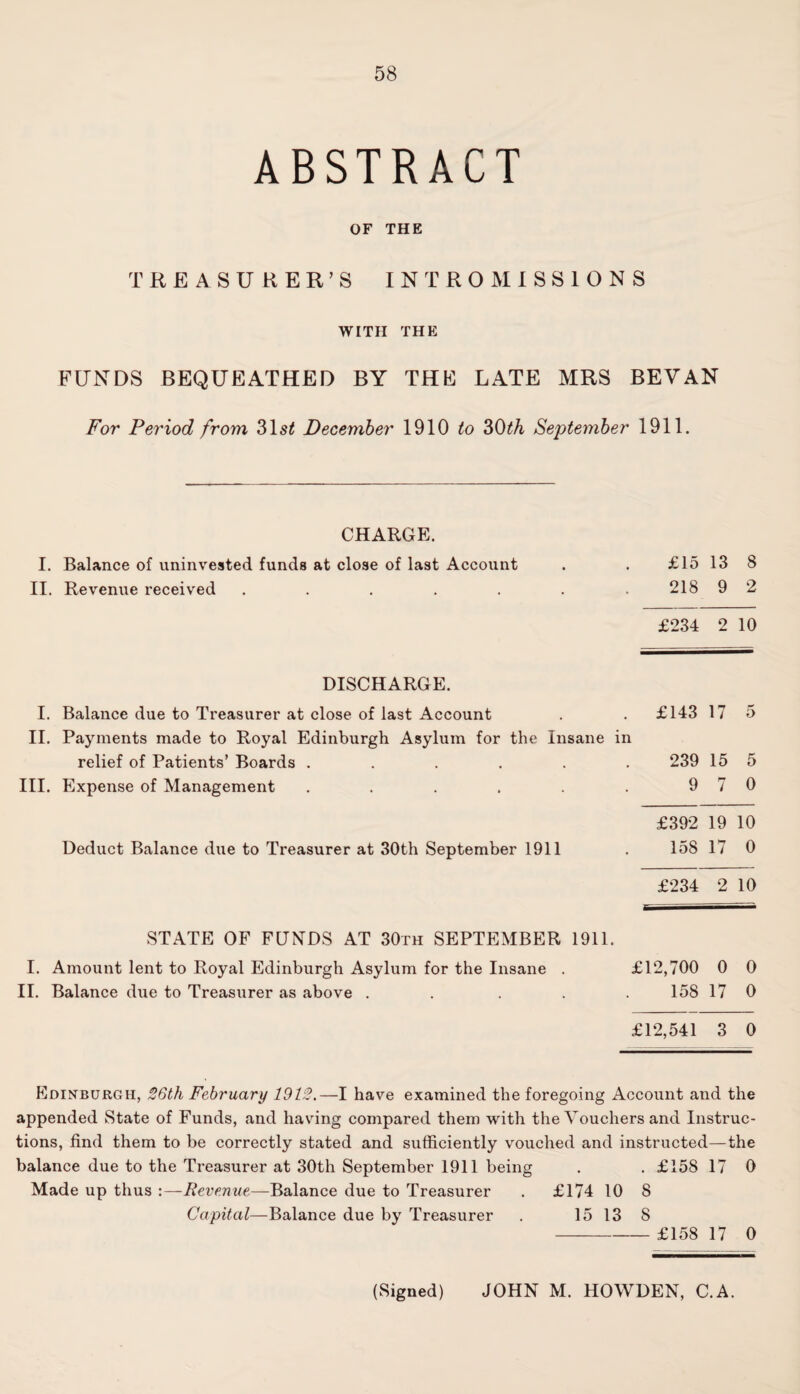 58
ABSTRACT
OF THE
TREASURER'S INTROMISSIONS
WITH THE
FUNDS BEQUEATHED BY THE LATE MRS BEVAN
For Period from 31st December 1910 to 30th September 1911.
CHARGE.
I. Balance of uninvested funds at close of last Account . . £15 13 8
II. Revenue received . . . . . . . 218 9 2
£234 2 10
DISCHARGE.
I. Balance due to Treasurer at close of last Account . . £143 17 5
II. Payments made to Royal Edinburgh Asylum for the Insane in
relief of Patients' Boards . . . . . . 239 15 5
III. Expense of Management . . . . . . 9 7 0
£392 19 10
Deduct Balance due to Treasurer at 30th September 1911 . 158 17 0
£234 2 10
STATE OF FUNDS AT 30TH SEPTEMBER 1911.
I. Amount lent to Royal Edinburgh Asylum for the Insane . £12,700 0 0
II. Balance due to Treasurer as above . . . . . 158 17 0
£12,541 3 0
EDINBURGH, 26th February 1912.—I have examined the foregoing Account and the
appended State of Funds, and having compared them with the Vouchers and Instruc-
tions, find them to be correctly stated and sufficiently vouched and instructed—the
balance due to the Treasurer at 30th September 1911 being . . £158 17 0
Made up thus :—Revenue—Balance due to Treasurer . £174 10 8
Capital—Balance due by Treasurer . 15 13 8
£158 17 0
(Signed) JOHN M. HOWDEN, C.A.